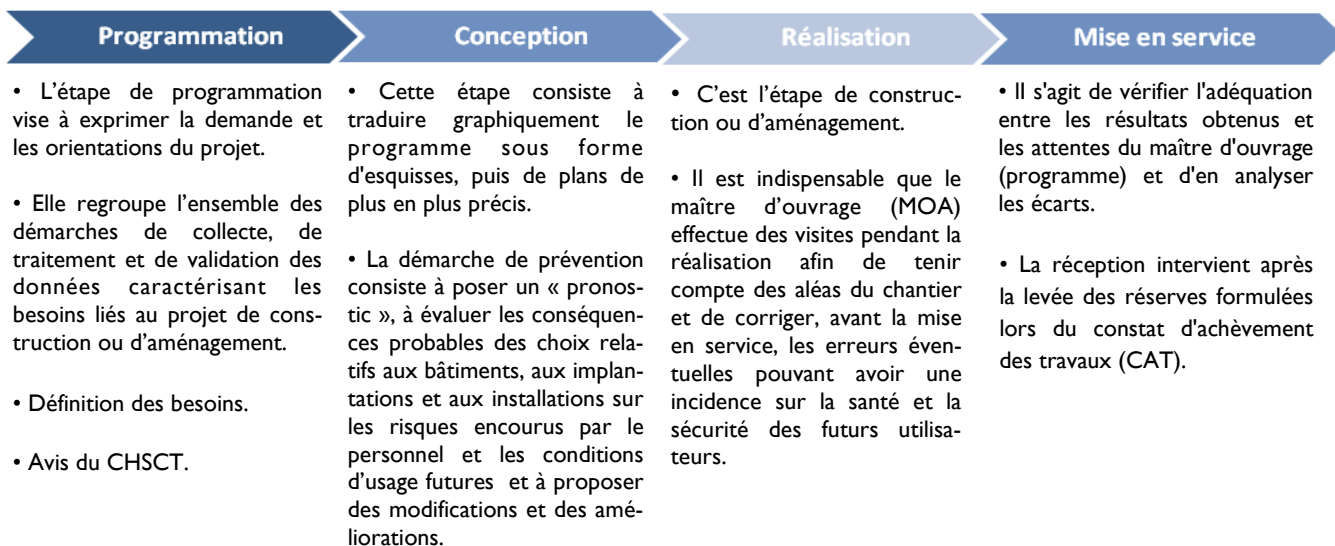 Programmation
• L'étape de programmation
vise à exprimer la demande et
les orientations du projet.
• Elle regroupe l'ensemble des
démarches de collecte, de
traitement et de validation des
données caractérisant les
besoins liés au projet de cons-
truction ou d'aménagement.
• Définition des besoins.
• Avis du CHSCT.
Conception
• Cette étape consiste à
traduire graphiquement le
programme sous forme
d'esquisses, puis de plans de
plus en plus précis.
• La démarche de prévention
consiste à poser un « pronos-
tic », à évaluer les conséquen-
ces probables des choix rela-
tifs aux bâtiments, aux implan-
tations et aux installations sur
les risques encourus par le
personnel et les conditions
d'usage futures et à proposer
des modifications et des amé-
liorations.
Réalisation
• C'est l'étape de construc-
tion ou d'aménagement.
• Il est indispensable que le
maître d'ouvrage (MOA)
effectue des visites pendant la
réalisation afin de tenir
compte des aléas du chantier
et de corriger, avant la mise
en service, les erreurs éven-
tuelles pouvant avoir une
incidence sur la santé et la
sécurité des futurs utilisa-
teurs.
Mise en service
• Il s'agit de vérifier l'adéquation
entre les résultats obtenus et
les attentes du maître d'ouvrage
(programme) et d'en analyser
les écarts.
• La réception intervient après
la levée des réserves formulées
lors du constat d'achèvement
des travaux (CAT).